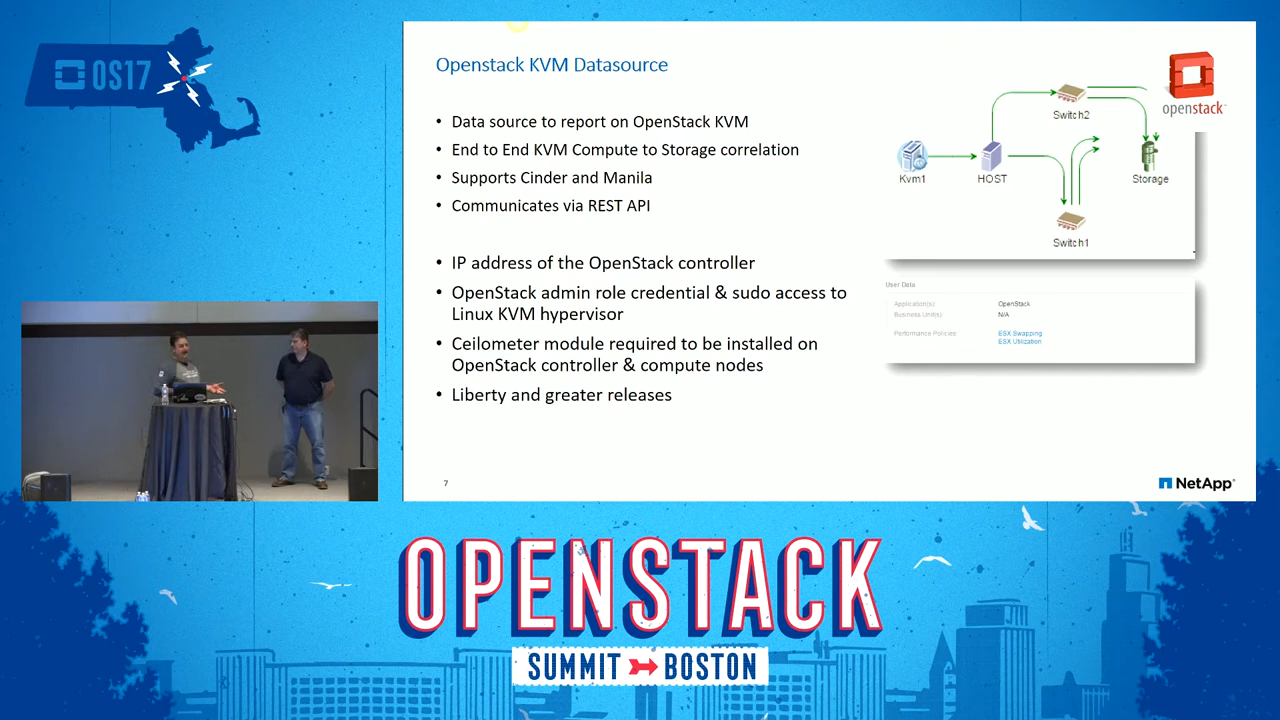 OS17
Openstack KVM Datasource
• Data source to report on OpenStack KVM
• End to End KVM Compute to Storage correlation
• Supports Cinder and Manila
• Communicates via REST API
• IP address of the OpenStack controller
• OpenStack admin role credential & sudo access to
Linux KVM hypervisor
• Ceilometer module required to be installed on
OpenStack controller & compute nodes
• Liberty and greater releases
openstack
Switch2
Kvm1
HOST
Storage
Switch1
User Data
Application(s): OpenStack
Business Unit(s): N/A
Performance Policies: ESX Swapping
ESX Utilization
7
NetApp
OPENSTACK
SUMMIT BOSTON